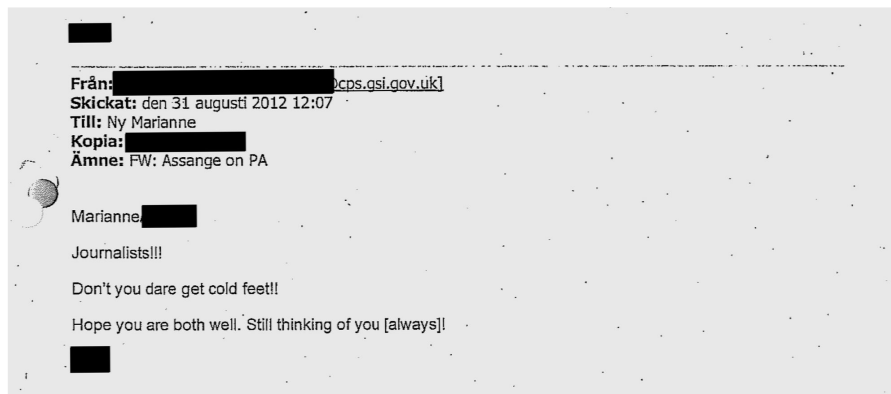 Från: @cps.gsi.gov.uk]
Skickat: den 31 augusti 2012 12:07
Till: Ny Marianne
Kopia:
Ämne: FW: Assange on PA
Marianne/
Journalists!!!
Don't you dare get cold feet!!
Hope you are both well. Still thinking of you [always]!